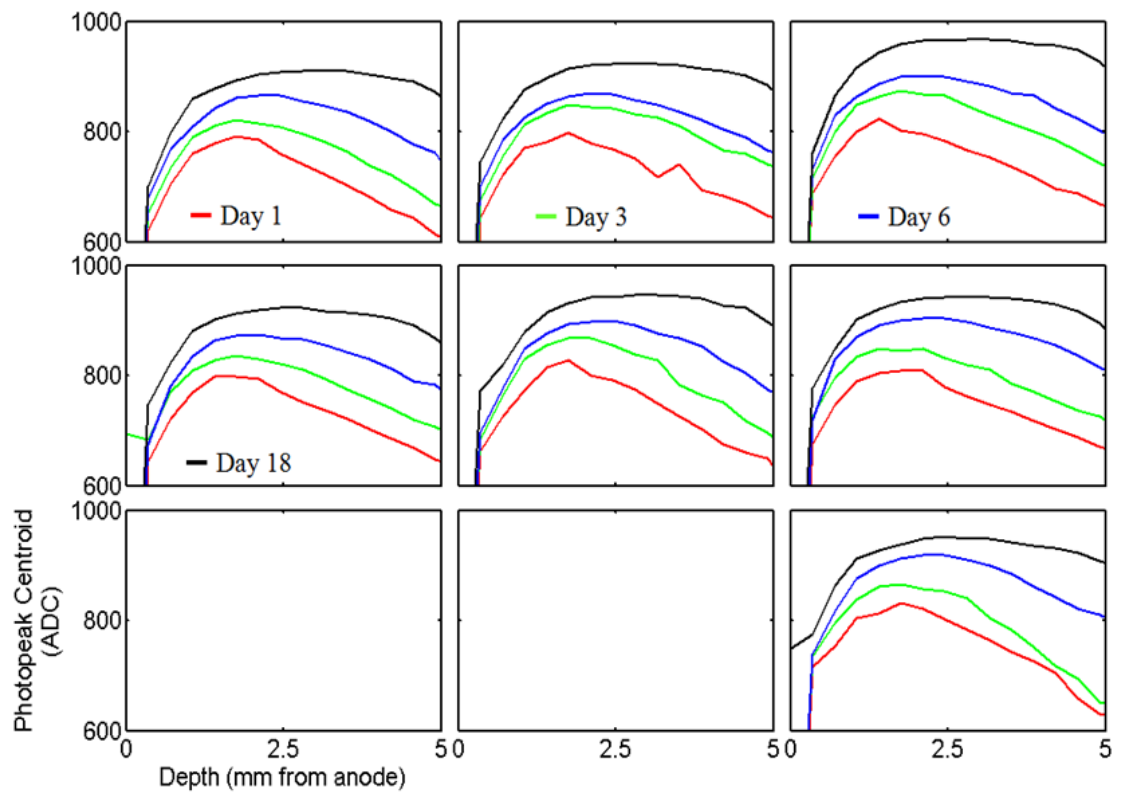 1000
800
600
Day 1
Day 3
Day 6
1000
800
600
Day 18
1000
800
600
Photopeak Centroid
(ADC)
0 2.5 5 0 2.5 5 0 2.5 5
Depth (mm from anode)